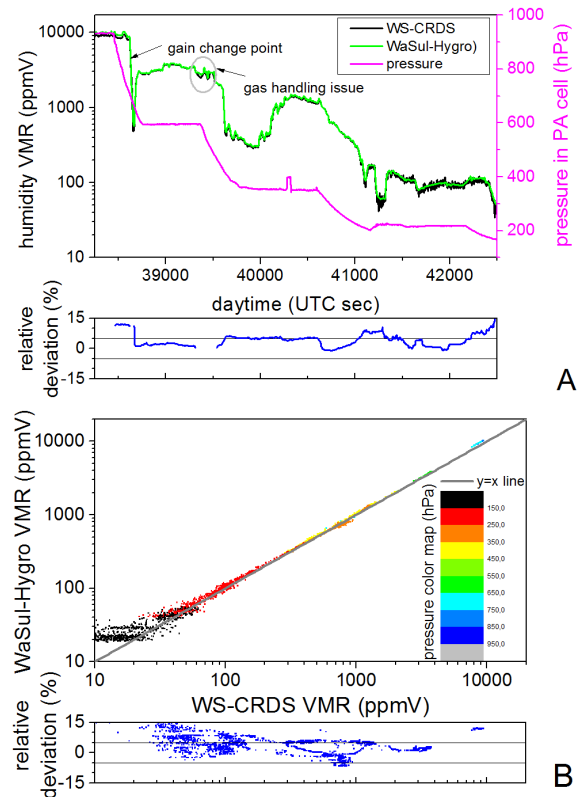 WS-CRDS
WaSul-Hygro)
pressure
gain change point
gas handling issue
humidity VMR (ppmV)
10000
1000
100
10
pressure in PA cell (hPa)
1000
800
600
400
200
39000
40000
41000
42000
daytime (UTC sec)
relative
deviation (%)
15
0
-15
A
WaSul-Hygro VMR (ppmV)
10000
1000
100
10
y=x line
pressure color map (hPa)
150,0
250,0
350,0
450,0
550,0
650,0
750,0
850,0
950,0
10
100
1000
10000
WS-CRDS VMR (ppmV)
relative
deviation (%)
15
0
-15
B